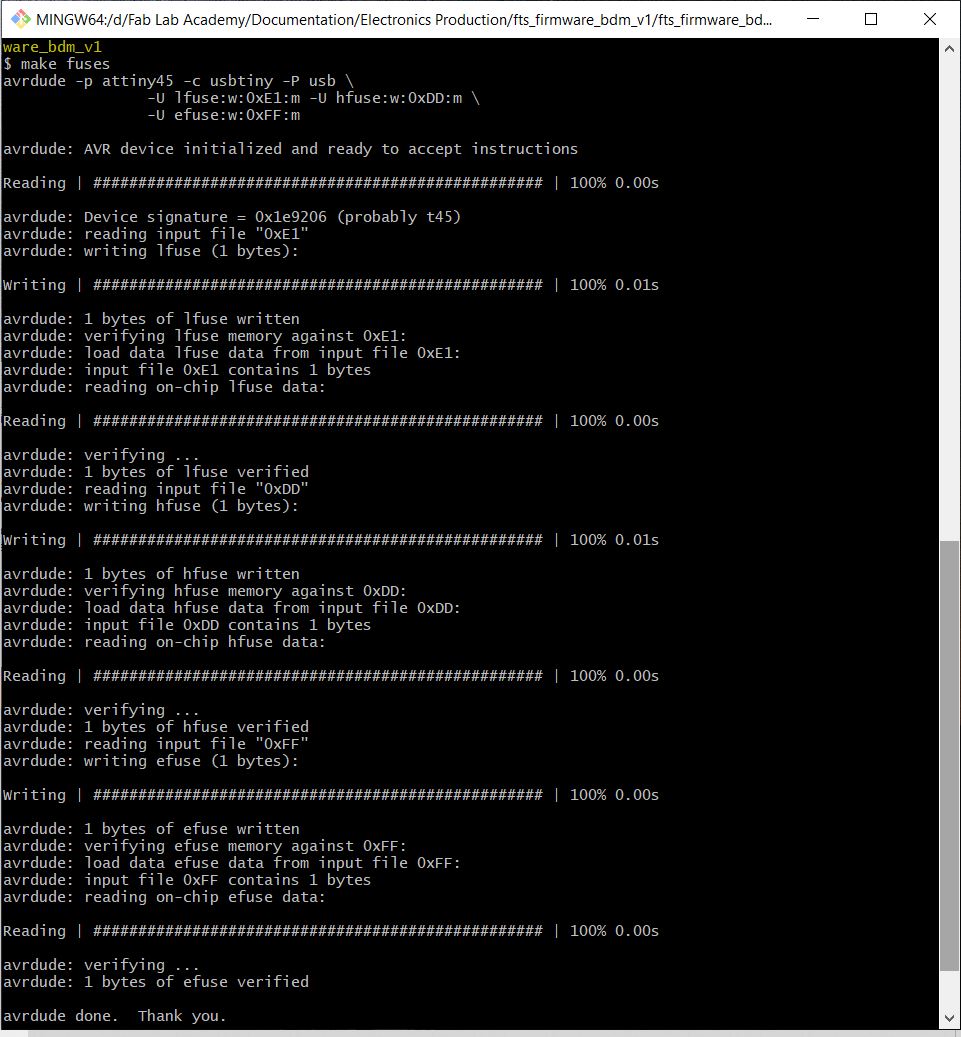 MINGW64:/d/Fab Lab Academy/Documentation/Electronics Production/fts_firmware_bdm_v1/fts_firmware_bd...
ware_bdm_v1
$ make fuses
avrdude -p attiny45 -c usbtiny -P usb \
                -U lfuse:w:0xE1:m -U hfuse:w:0xDD:m \
                -U efuse:w:0xFF:m
avrdude: AVR device initialized and ready to accept instructions
Reading | ################################################## | 100% 0.00s
avrdude: Device signature = 0x1e9206 (probably t45)
avrdude: reading input file "0xE1"
avrdude: writing lfuse (1 bytes):
Writing | ################################################## | 100% 0.01s
avrdude: 1 bytes of lfuse written
avrdude: verifying lfuse memory against 0xE1:
avrdude: load data lfuse data from input file 0xE1:
avrdude: input file 0xE1 contains 1 bytes
avrdude: reading on-chip lfuse data:
Reading | ################################################## | 100% 0.00s
avrdude: verifying ...
avrdude: 1 bytes of lfuse verified
avrdude: reading input file "0xDD"
avrdude: writing hfuse (1 bytes):
Writing | ################################################## | 100% 0.01s
avrdude: 1 bytes of hfuse written
avrdude: verifying hfuse memory against 0xDD:
avrdude: load data hfuse data from input file 0xDD:
avrdude: input file 0xDD contains 1 bytes
avrdude: reading on-chip hfuse data:
Reading | ################################################## | 100% 0.00s
avrdude: verifying ...
avrdude: 1 bytes of hfuse verified
avrdude: reading input file "0xFF"
avrdude: writing efuse (1 bytes):
Writing | ################################################## | 100% 0.00s
avrdude: 1 bytes of efuse written
avrdude: verifying efuse memory against 0xFF:
avrdude: load data efuse data from input file 0xFF:
avrdude: input file 0xFF contains 1 bytes
avrdude: reading on-chip efuse data:
Reading | ################################################## | 100% 0.00s
avrdude: verifying ...
avrdude: 1 bytes of efuse verified
avrdude done.  Thank you.